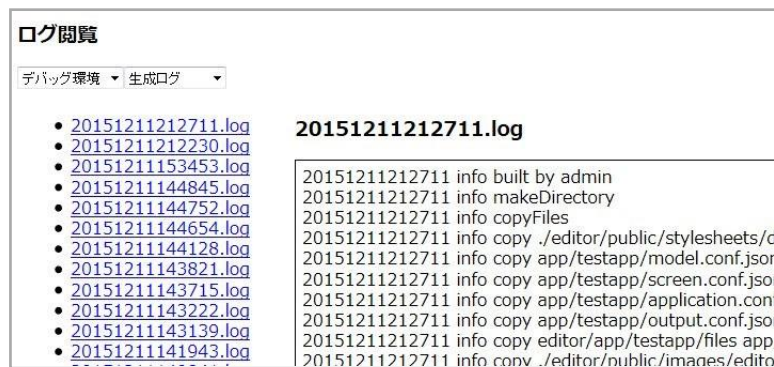 ログ閲覧
デバッグ環境 生成ログ
20151211212711.log
20151211212230.log
20151211153453.log
20151211144845.log
20151211144752.log
20151211144654.log
20151211144128.log
20151211143821.log
20151211143715.log
20151211143222.log
20151211143139.log
20151211141943.log
20151211212711.log
20151211212711 info built by admin
20151211212711 info makeDirectory
20151211212711 info copyFiles
20151211212711 info copy ./editor/public/stylesheets/
20151211212711 info copy app/testapp/model.conf.json
20151211212711 info copy app/testapp/screen.conf.json
20151211212711 info copy app/testapp/application.conf
20151211212711 info copy app/testapp/output.conf.json
20151211212711 info copy editor/app/testapp/files app
20151211212711 info copy ./editor/public/images/edito